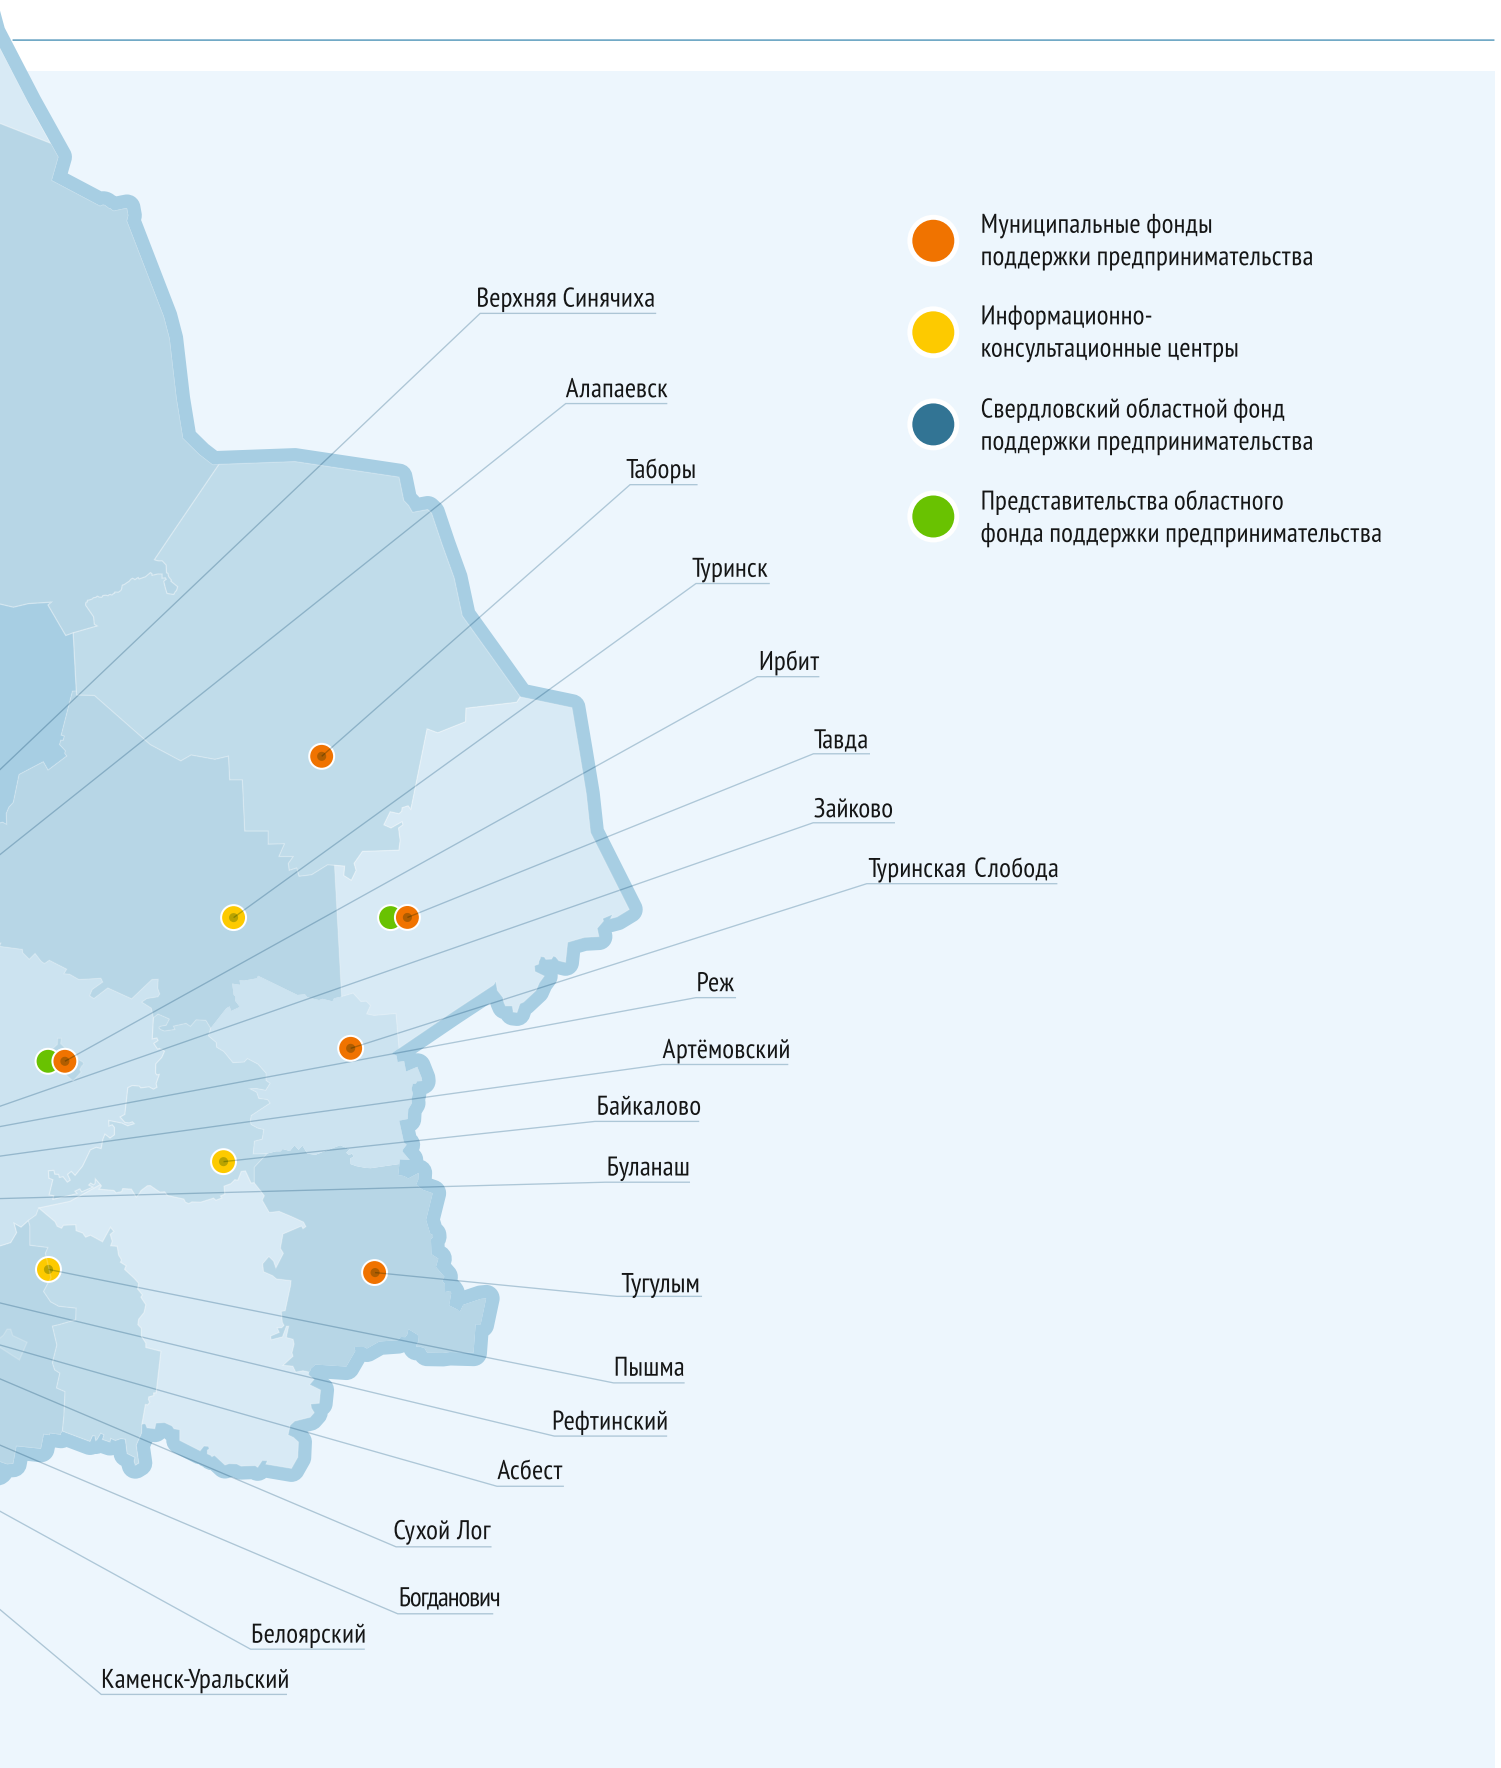 Муниципальные фонды
поддержки предпринимательства
Информационно-
консультационные центры
Свердловский областной фонд
поддержки предпринимательства
Представительства областного
фонда поддержки предпринимательства
Верхняя Синячиха
Алапаевск
Таборы
Туринск
Ирбит
Тавда
Зайково
Туринская Слобода
Реж
Артёмовский
Байкалово
Буланаш
Тугулым
Пышма
Рефтинский
Асбест
Сухой Лог
Богданович
Белоярский
Каменск-Уральский